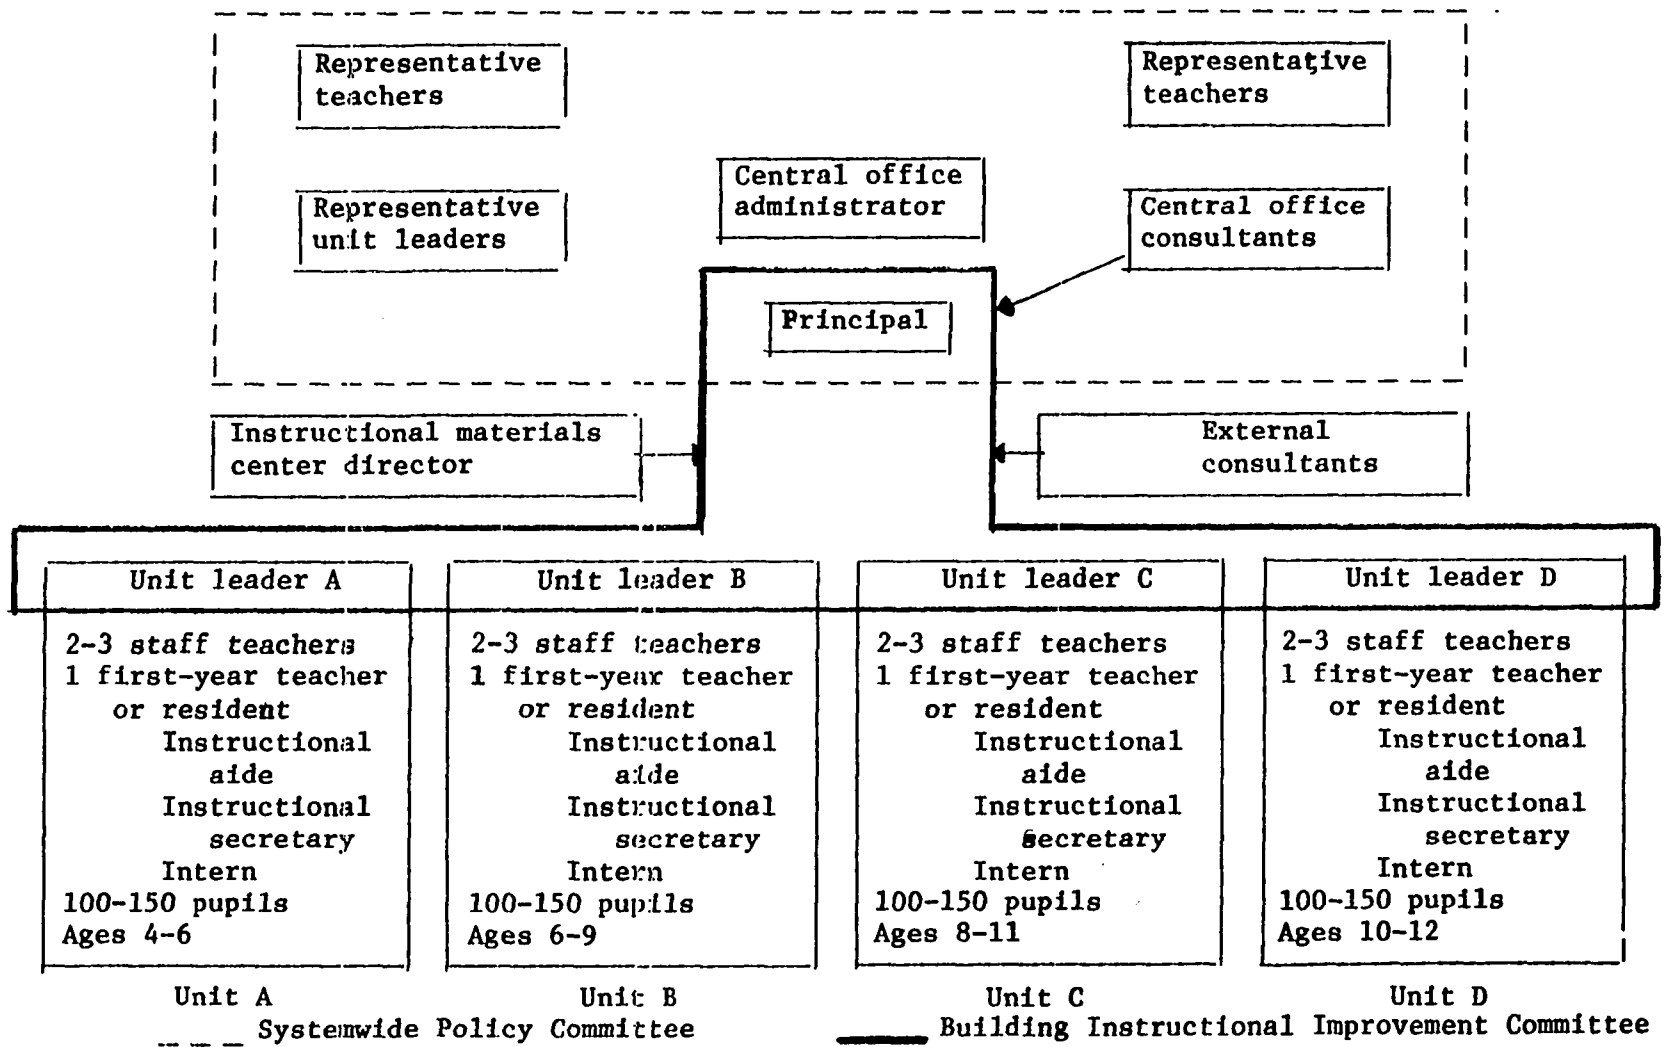 Representative
teachers
Representative
teachers
Central office
administrator
Representative
unit leaders
Central office
consultants
Principal
Instructional materials
center director
External
consultants
Unit leader A
2-3 staff teachers
1 first-year teacher
or resident
Instructional
aide
Instructional
secretary
Intern
100-150 pupils
Ages 4-6
Unit A
Unit leader B
2-3 staff teachers
1 first-year teacher
or resident
Instructional
aide
Instructional
secretary
Intern
100-150 pupils
Ages 6-9
Unit B
Unit leader C
2-3 staff teachers
1 first-year teacher
or resident
Instructional
aide
Instructional
secretary
Intern
100-150 pupils
Ages 8-11
Unit C
Unit leader D
2-3 staff teachers
1 first-year teacher
or resident
Instructional
aide
Instructional
secretary
Intern
100-150 pupils
Ages 10-12
Unit D
Systemwide Policy Committee
Building Instructional Improvement Committee